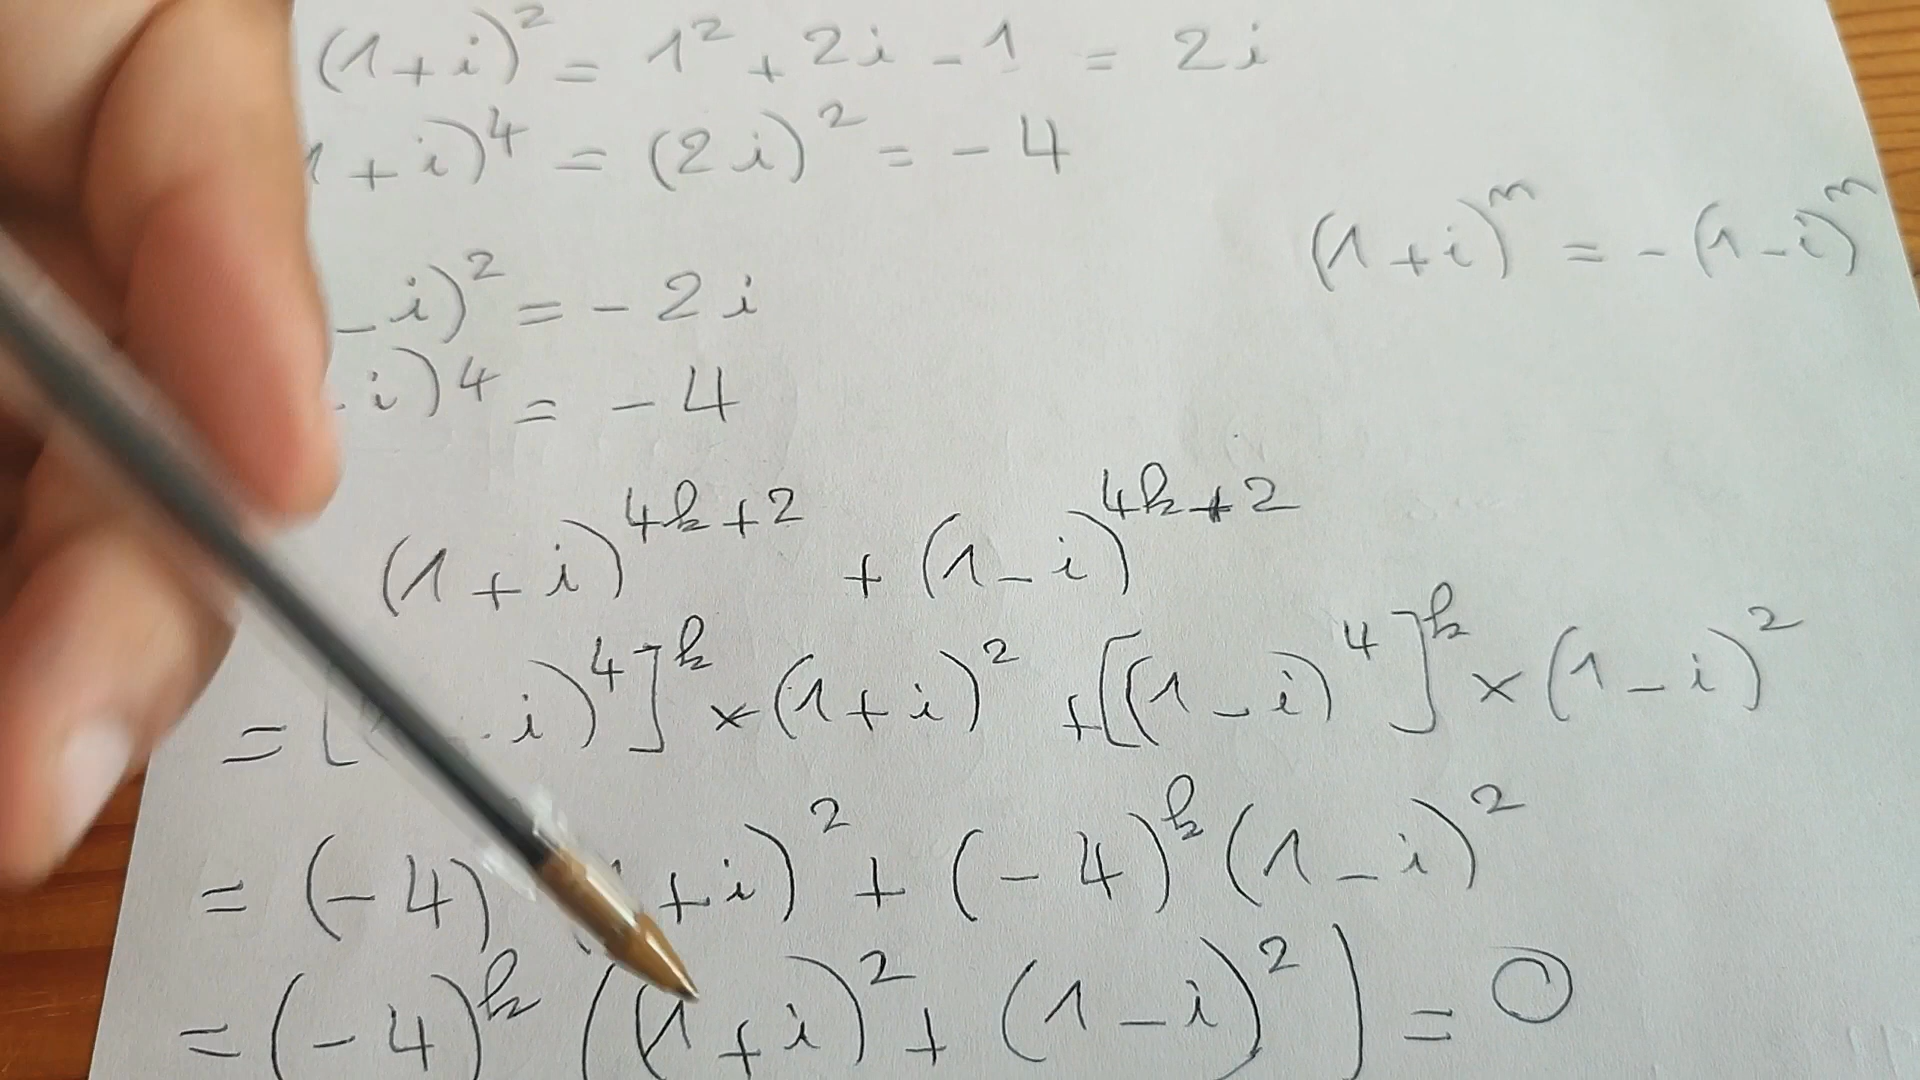 (1+i)² = 1² + 2i - 1 = 2i
+ i)⁴ = (2i)² = - 4
(1+i)ⁿ = -(1-i)ⁿ
- i)² = - 2i
i)⁴ = - 4
(1+i)⁴ᵏ⁺² + (1-i)⁴ᵏ⁺²
= [ i)⁴]ᵏ × (1+i)² + [(1-i)⁴]ᵏ × (1-i)²
= (-4) +i)² + (-4)ᵏ (1-i)²
= (-4)ᵏ ((1+i)² + (1-i)²) = 0